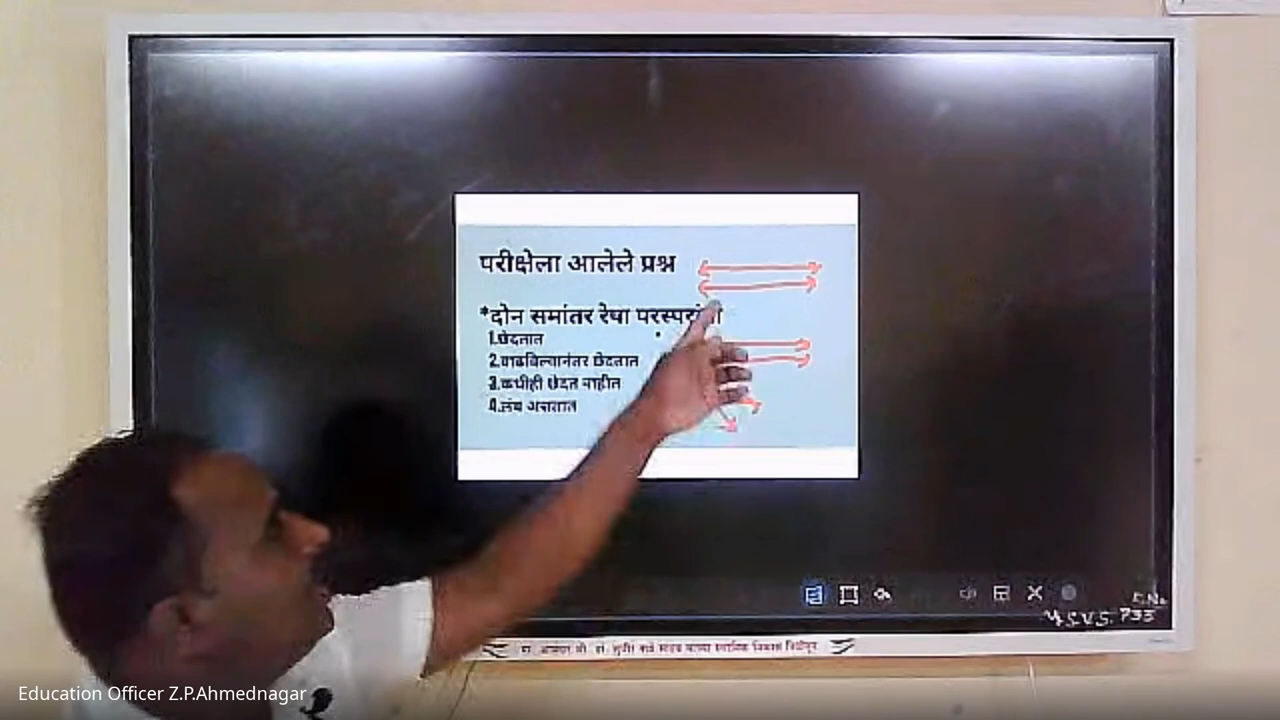 परीक्षेला आलेले प्रश्न
*दोन समांतर रेषा परस्परांना
1.छेदतात
2.वाढविल्यानंतर छेदतात
3.कधीही छेदत नाहीत
4.लंब असतात
Education Officer Z.P.Ahmednagar